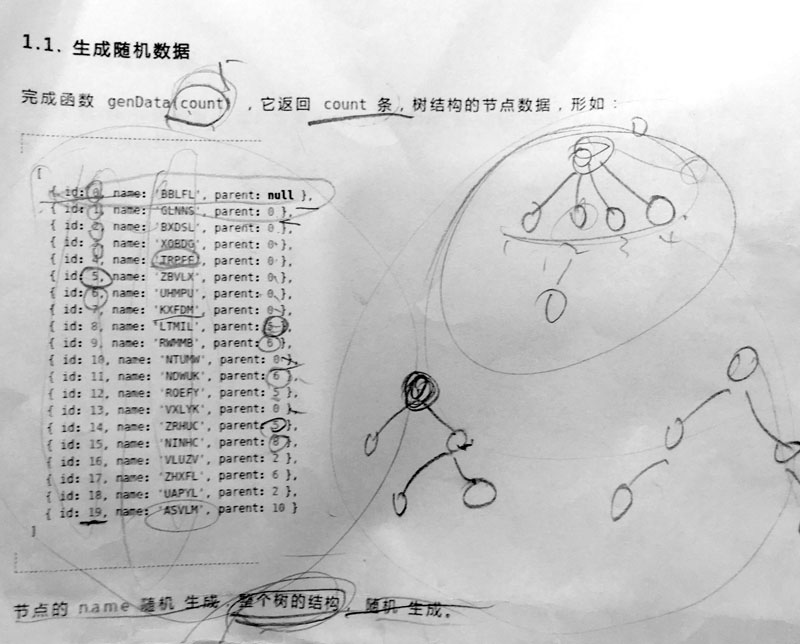 1.1. 生成随机数据
完成函数 genData(count) ，它返回 count 条，树结构的节点数据，形如：
[
{ id: 0, name: 'BBLFL', parent: null },
{ id: 1, name: 'GLNNS', parent: 0 },
{ id: 2, name: 'BXDSL', parent: 0 },
{ id: 3, name: 'XOBDG', parent: 0 },
{ id: 4, name: 'TRPFF', parent: 0 },
{ id: 5, name: 'ZBVLX', parent: 0 },
{ id: 6, name: 'UHMPU', parent: 0 },
{ id: 7, name: 'KXFDM', parent: 0 },
{ id: 8, name: 'LTMIL', parent: 5 },
{ id: 9, name: 'RWMMB', parent: 6 },
{ id: 10, name: 'NTUMW', parent: 0 },
{ id: 11, name: 'NDWUK', parent: 6 },
{ id: 12, name: 'ROEFY', parent: 5 },
{ id: 13, name: 'VXLYK', parent: 0 },
{ id: 14, name: 'ZRHUC', parent: 5 },
{ id: 15, name: 'NINHC', parent: 8 },
{ id: 16, name: 'VLUZV', parent: 2 },
{ id: 17, name: 'ZHXFL', parent: 6 },
{ id: 18, name: 'UAPYL', parent: 2 },
{ id: 19, name: 'ASVLM', parent: 10 }
]
节点的 name 随机 生成，整个树的结构，随机 生成。